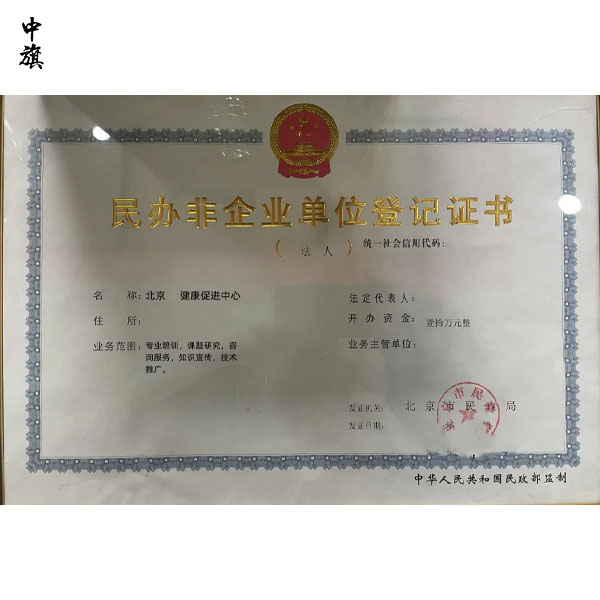 中旗
民办非企业单位登记证书
（法人） 统一社会信用代码：
名 称：北京 健康促进中心
住 所：
业务范围：专业培训，课题研究，咨
询服务，知识宣传，技术
推广。
法定代表人：
开办资金：壹拾万元整
业务主管单位：
发证机关：北京市民政局
发证日期：
中华人民共和国民政部监制